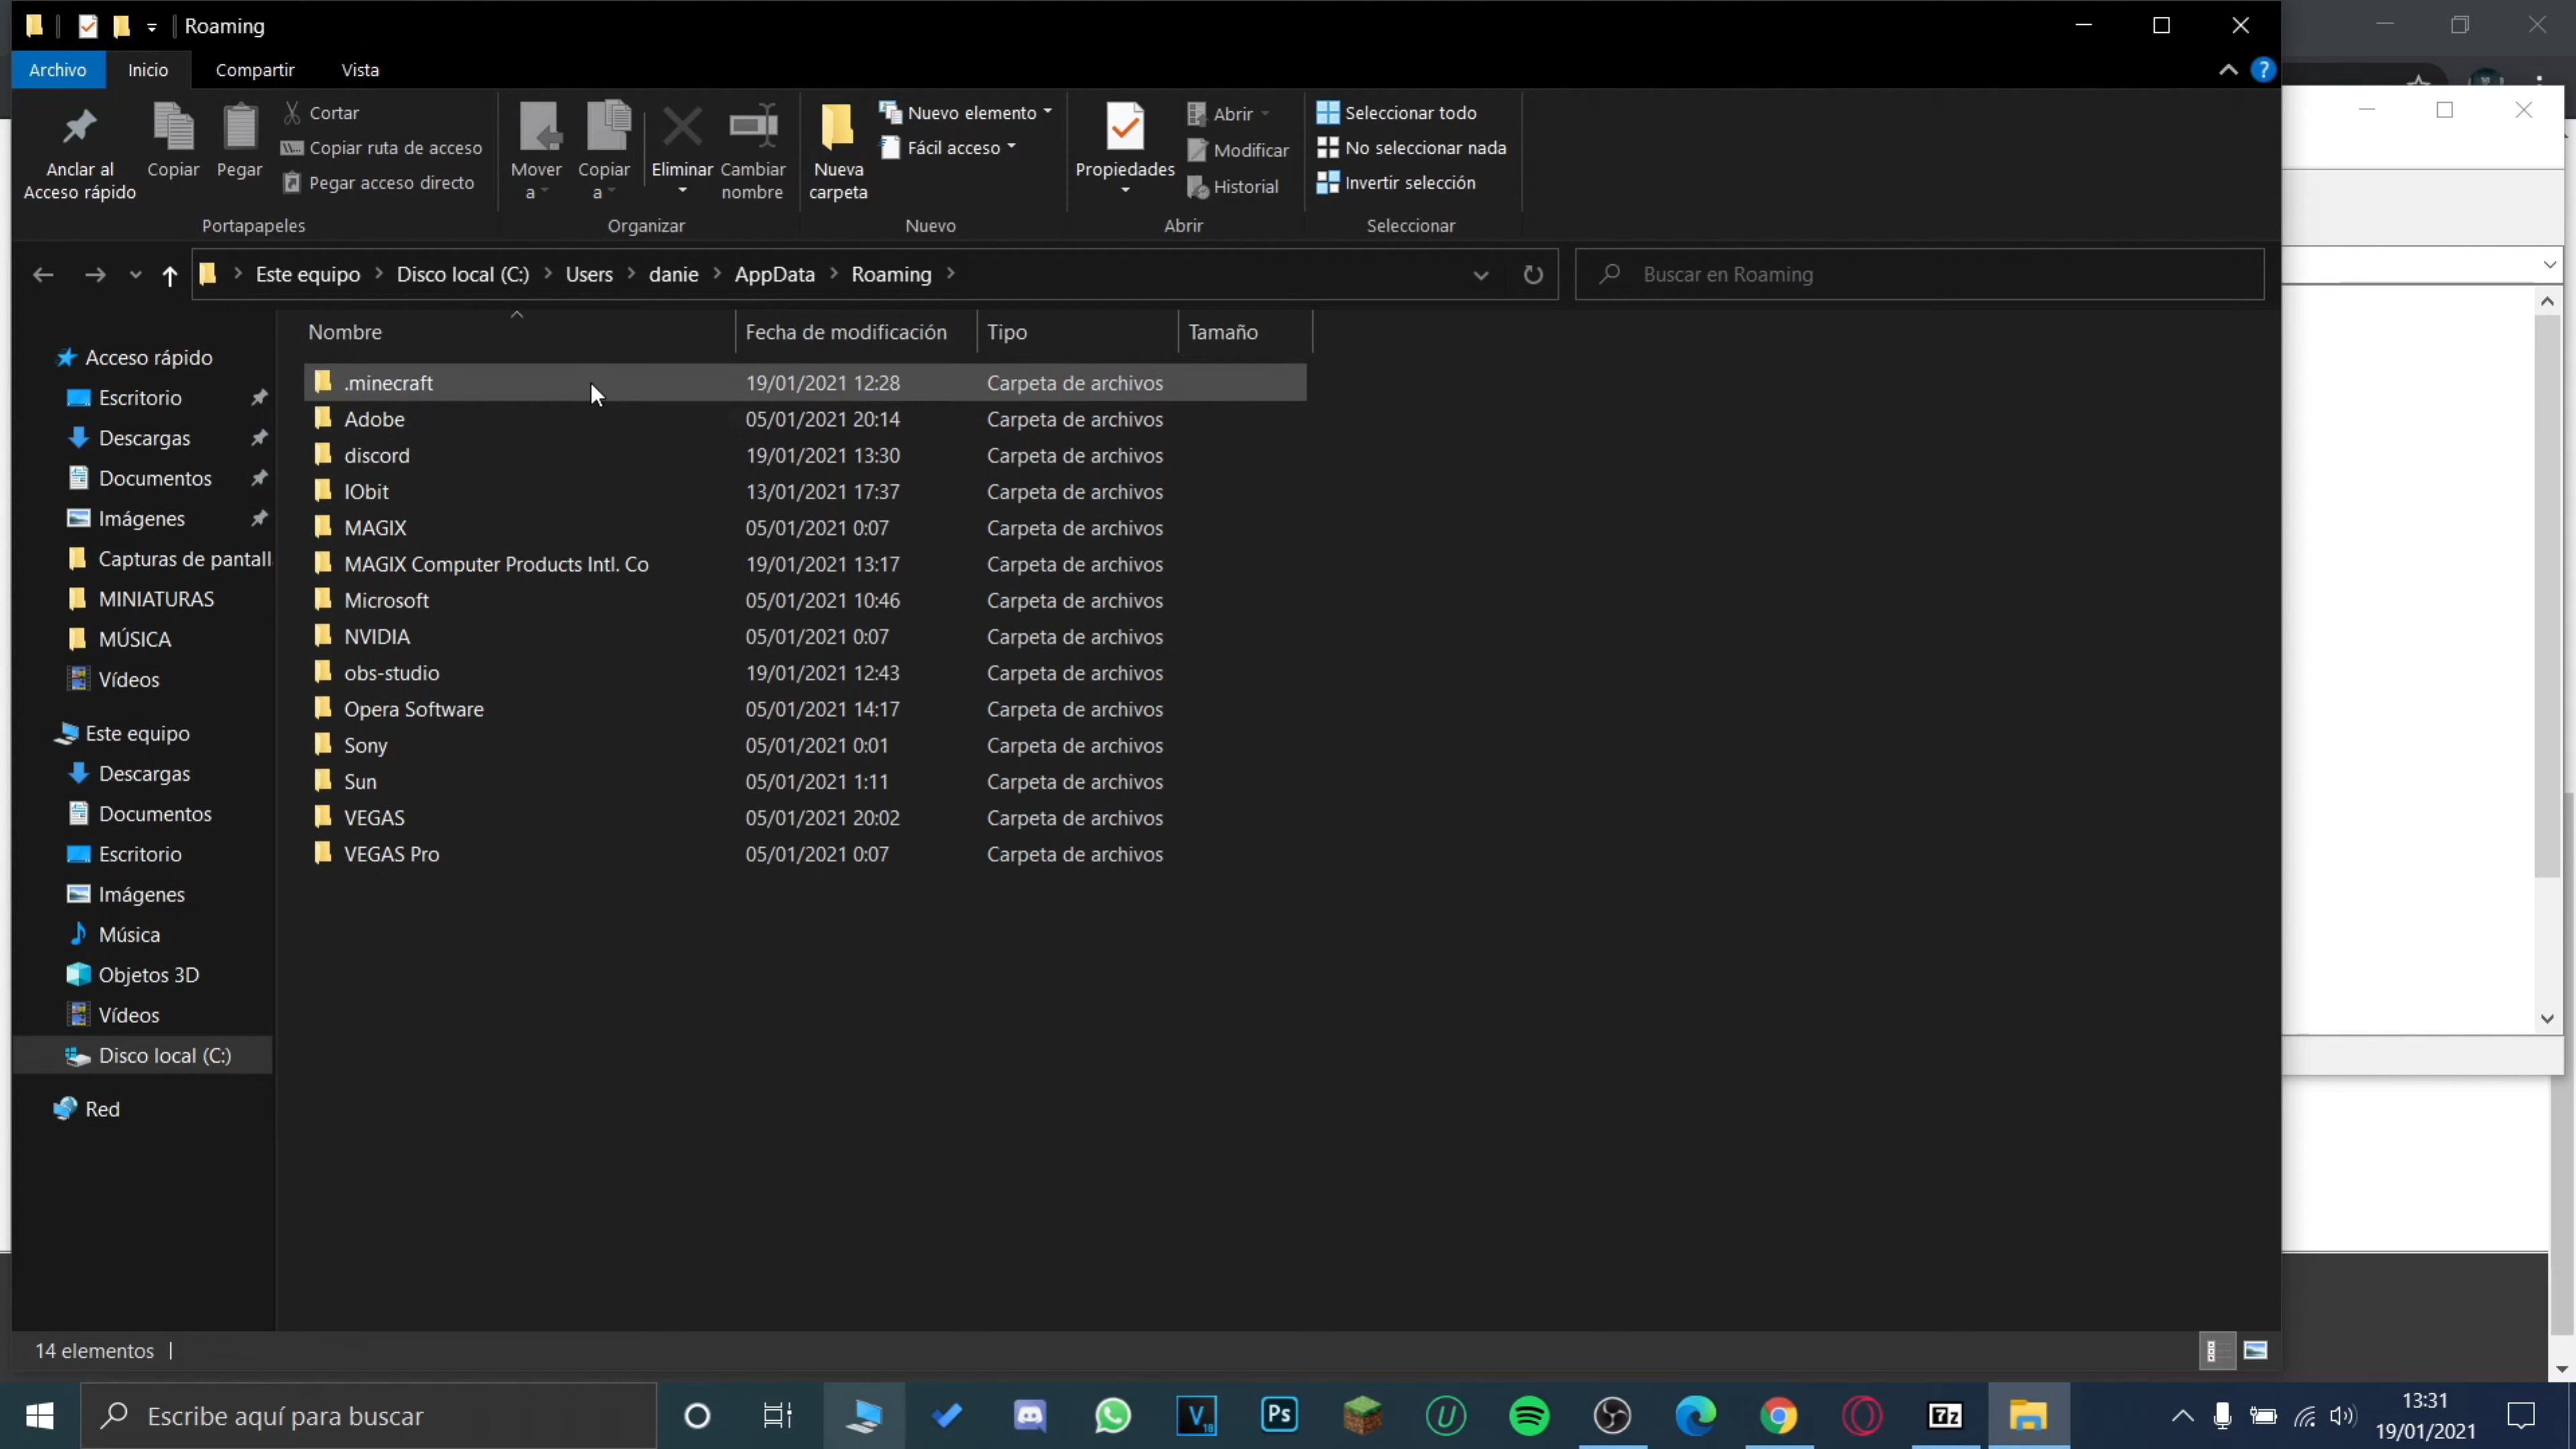 Roaming
Archivo Inicio Compartir Vista
Anclar al Acceso rápido
Copiar
Pegar
Cortar
Copiar ruta de acceso
Pegar acceso directo
Portapapeles
Mover a
Copiar a
Eliminar
Cambiar nombre
Organizar
Nueva carpeta
Nuevo elemento
Fácil acceso
Nuevo
Propiedades
Abrir
Modificar
Historial
Abrir
Seleccionar todo
No seleccionar nada
Invertir selección
Seleccionar
Este equipo > Disco local (C:) > Users > danie > AppData > Roaming >
Buscar en Roaming
Acceso rápido
Escritorio
Descargas
Documentos
Imágenes
Capturas de pantall
MINIATURAS
MÚSICA
Vídeos
Este equipo
Descargas
Documentos
Escritorio
Imágenes
Música
Objetos 3D
Vídeos
Disco local (C:)
Red
Nombre Fecha de modificación Tipo Tamaño
.minecraft 19/01/2021 12:28 Carpeta de archivos
Adobe 05/01/2021 20:14 Carpeta de archivos
discord 19/01/2021 13:30 Carpeta de archivos
IObit 13/01/2021 17:37 Carpeta de archivos
MAGIX 05/01/2021 0:07 Carpeta de archivos
MAGIX Computer Products Intl. Co 19/01/2021 13:17 Carpeta de archivos
Microsoft 05/01/2021 10:46 Carpeta de archivos
NVIDIA 05/01/2021 0:07 Carpeta de archivos
obs-studio 19/01/2021 12:43 Carpeta de archivos
Opera Software 05/01/2021 14:17 Carpeta de archivos
Sony 05/01/2021 0:01 Carpeta de archivos
Sun 05/01/2021 1:11 Carpeta de archivos
VEGAS 05/01/2021 20:02 Carpeta de archivos
VEGAS Pro 05/01/2021 0:07 Carpeta de archivos
14 elementos
Escribe aquí para buscar
V 18
Ps
7z
13:31
19/01/2021